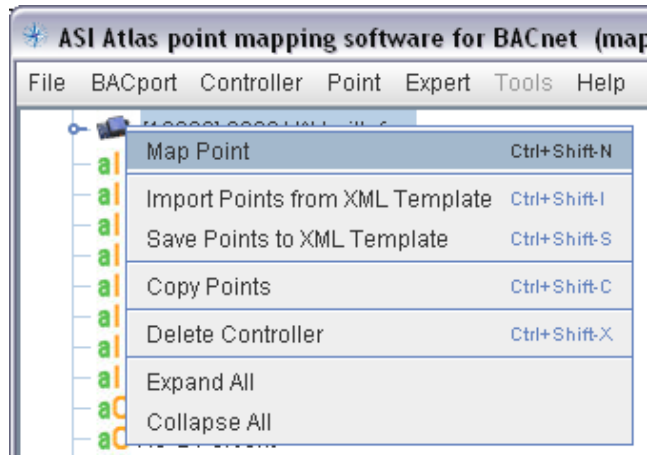 ASI Atlas point mapping software for BACnet (map
File BACport Controller Point Expert Tools Help
Map Point Ctrl+Shift-N
Import Points from XML Template Ctrl+Shift-I
Save Points to XML Template Ctrl+Shift-S
Copy Points Ctrl+Shift-C
Delete Controller Ctrl+Shift-X
Expand All
Collapse All